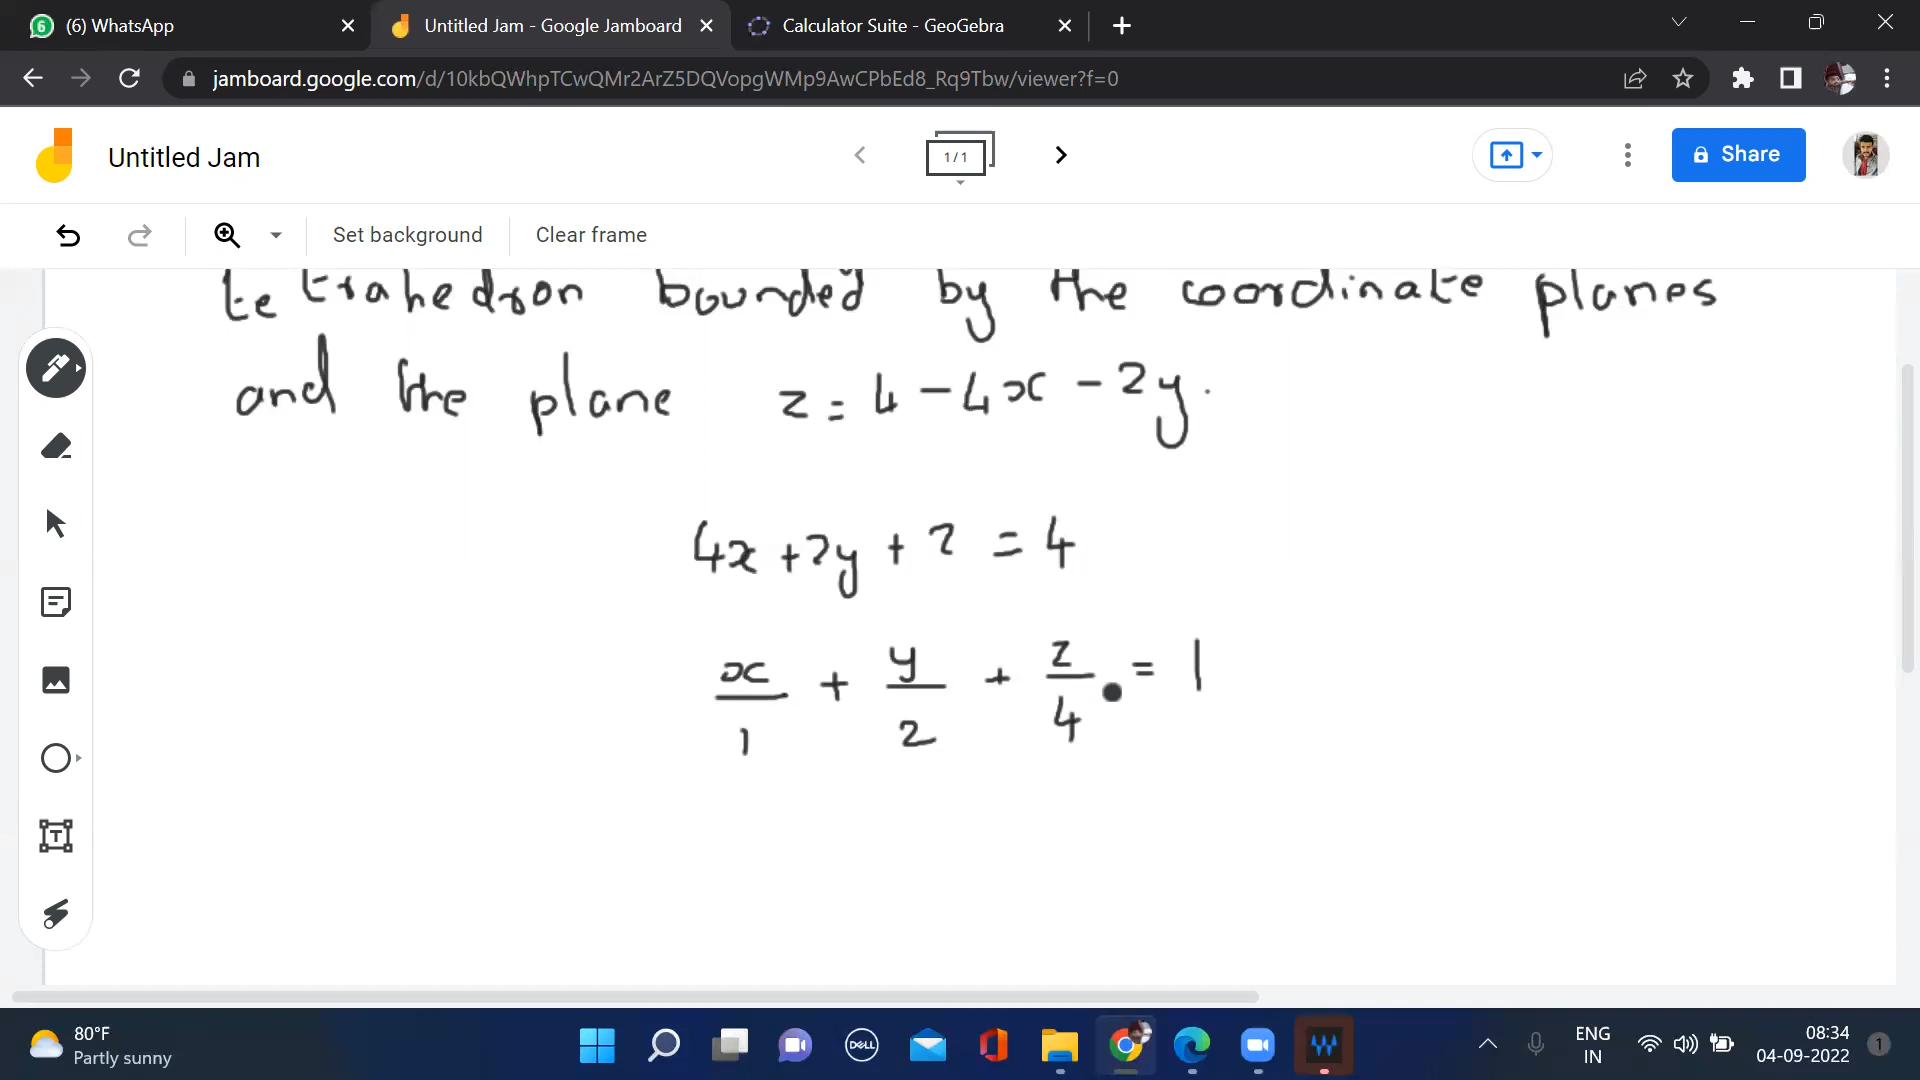 (6) WhatsApp
Untitled Jam - Google Jamboard
Calculator Suite - GeoGebra
jamboard.google.com/d/10kbQWhpTCwQMr2ArZ5DQVopgWMp9AwCPbEd8_Rq9Tbw/viewer?f=0
Untitled Jam
1 / 1
Share
Set background
Clear frame
tetrahedron bounded by the coordinate planes
and the plane z = 4 - 4x - 2y.
4x + 2y + z = 4
x/1 + y/2 + z/4 = 1
80°F
Partly sunny
DELL
ENG
IN
08:34
04-09-2022
1